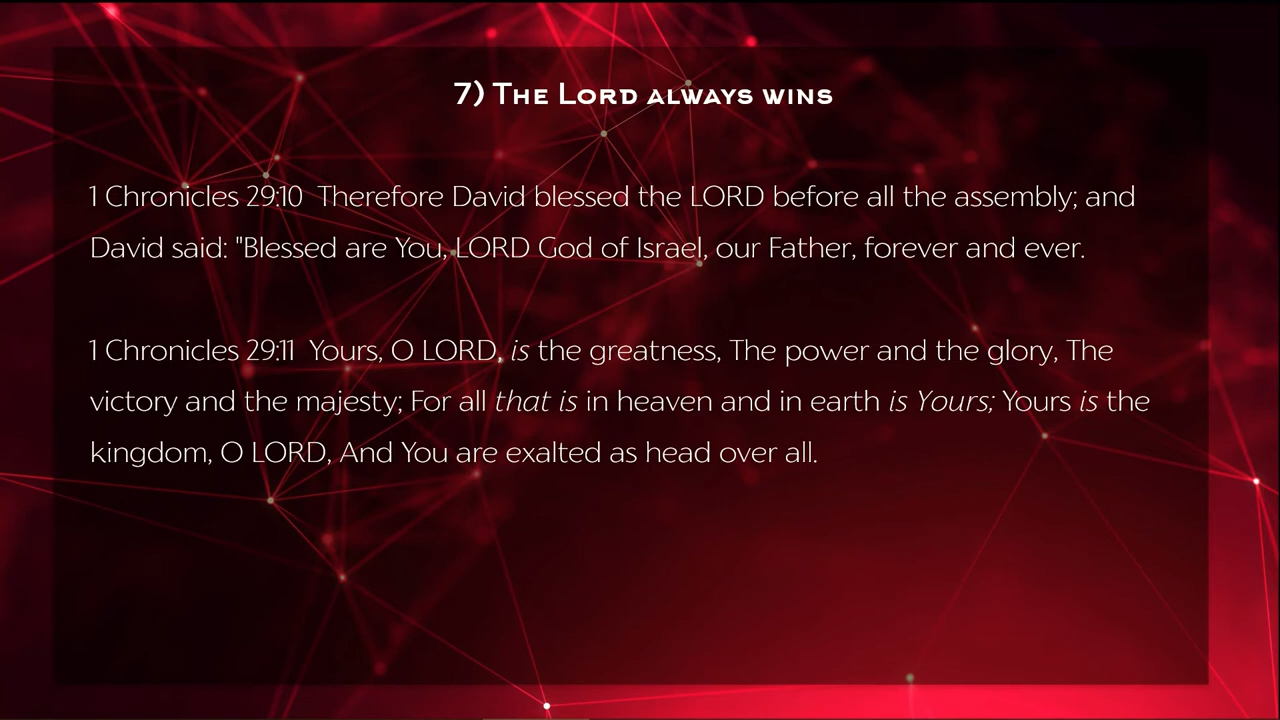 7) The Lord always wins
1 Chronicles 29:10  Therefore David blessed the LORD before all the assembly; and
David said: "Blessed are You, LORD God of Israel, our Father, forever and ever.
1 Chronicles 29:11  Yours, O LORD, is the greatness, The power and the glory, The
victory and the majesty; For all that is in heaven and in earth is Yours; Yours is the
kingdom, O LORD, And You are exalted as head over all.